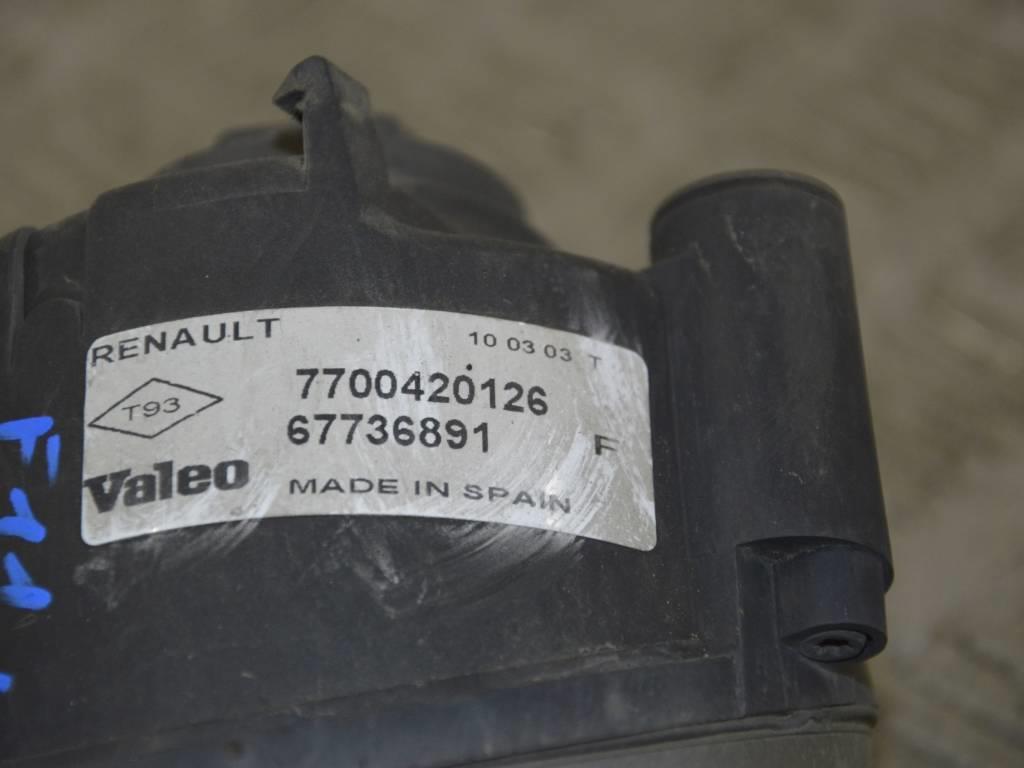 RENAULT
10 03 03 T
T93
7700420126
67736891 F
Valeo
MADE IN SPAIN